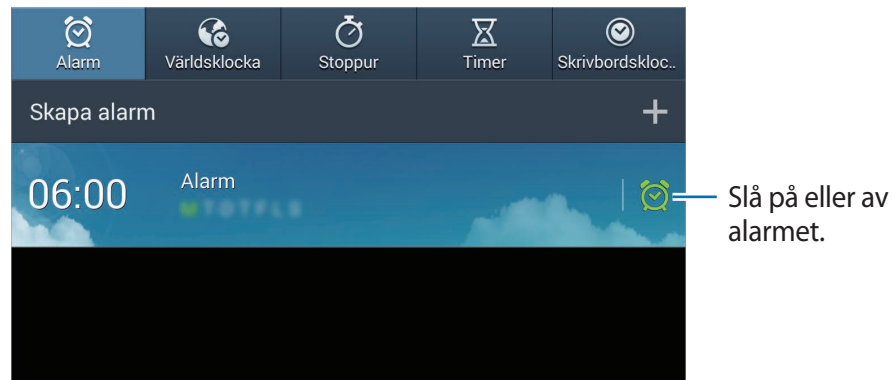 Alarm
Världsklocka
Stoppur
Timer
Skrivbordskloc..
Skapa alarm
06:00
Alarm
M T O T F L S
Slå på eller av
alarmet.